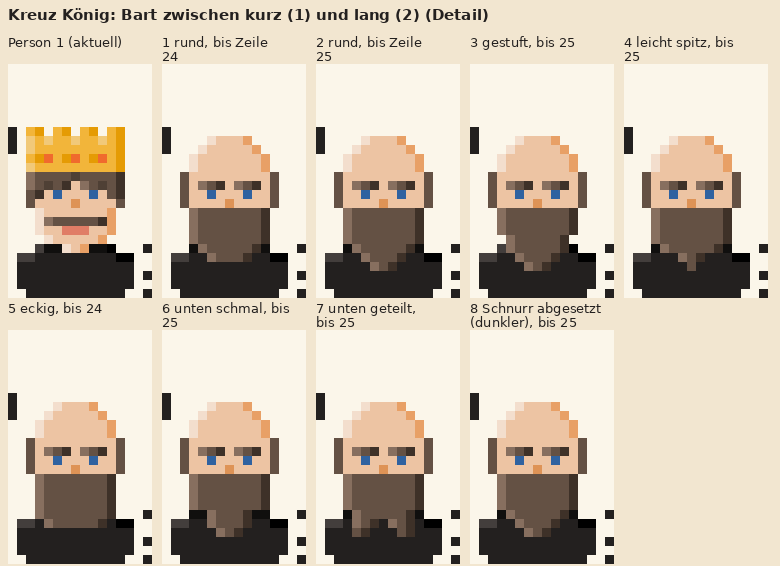 Kreuz König: Bart zwischen kurz (1) und lang (2) (Detail)
Person 1 (aktuell)
1 rund, bis Zeile
24
2 rund, bis Zeile
25
3 gestuft, bis 25
4 leicht spitz, bis
25
5 eckig, bis 24
6 unten schmal, bis
25
7 unten geteilt,
bis 25
8 Schnurr abgesetzt
(dunkler), bis 25